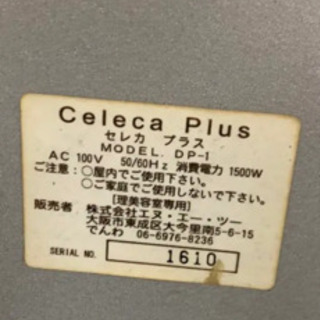 Celeca Plus
セレカ プラス
MODEL. DP-1
AC 100V 50/60Hz 消費電力 1500W
ご注意：○屋内でご使用下さい。
○ご家庭でご使用しないで下さい。
[理美容室専用]
販売者 株式会社エヌ・エー・ツー
大阪市東成区大今里南5-6-15
でんわ 06-6976-8236
SERIAL NO. 1610